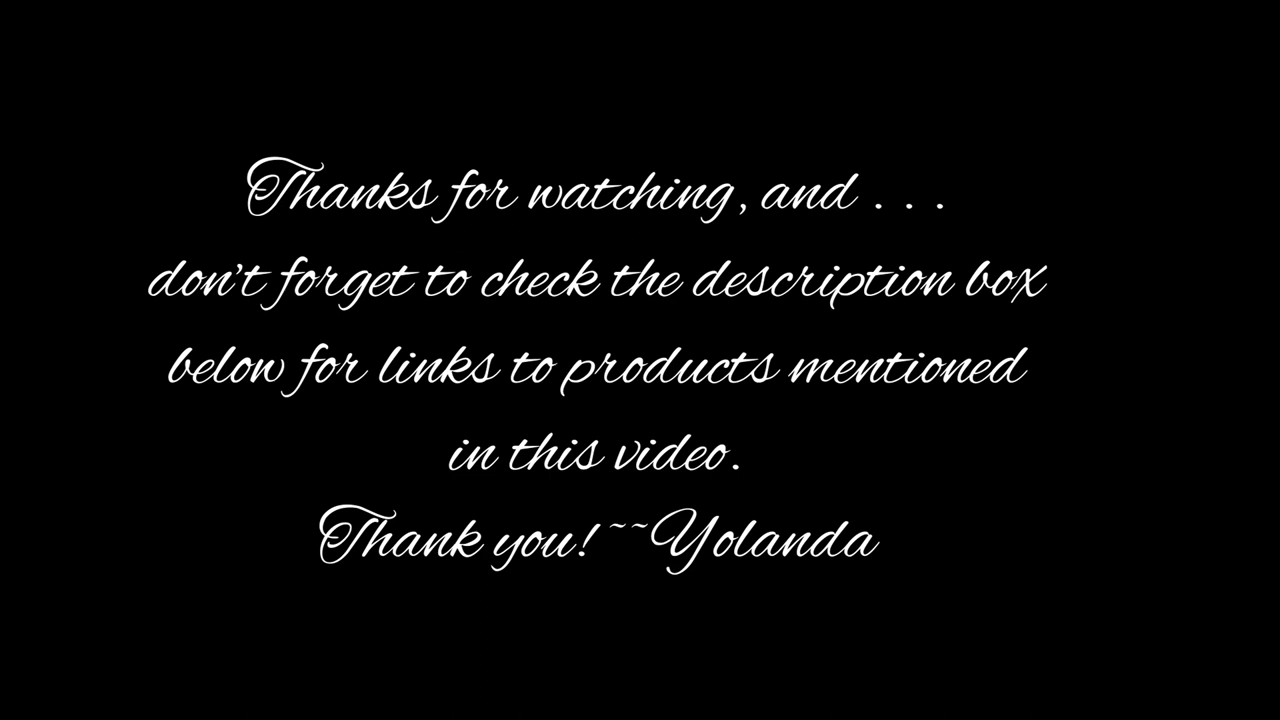 Thanks for watching, and . . .
don't forget to check the description box
below for links to products mentioned
in this video.
Thank you! ~~Yolanda